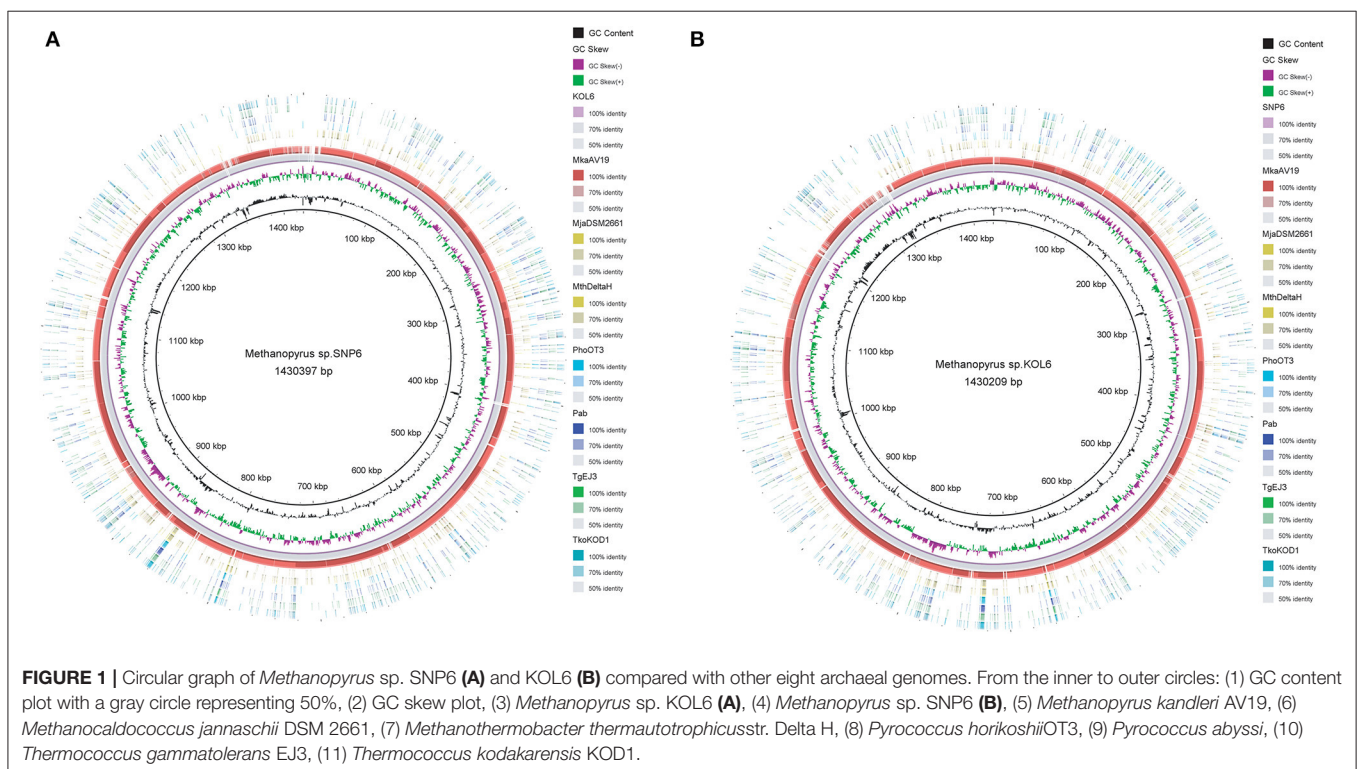 A
GC Content
GC Skew
GC Skew(-)
GC Skew(+)
KOL6
100% identity
70% identity
50% identity
MkaAV19
100% identity
70% identity
50% identity
MjaDSM2661
100% identity
70% identity
50% identity
MthDeltaH
100% identity
70% identity
50% identity
PhoOT3
100% identity
70% identity
50% identity
Pab
100% identity
70% identity
50% identity
TgEJ3
100% identity
70% identity
50% identity
TkoKOD1
100% identity
70% identity
50% identity
1400 kbp
100 kbp
200 kbp
300 kbp
400 kbp
500 kbp
600 kbp
700 kbp
800 kbp
900 kbp
1000 kbp
1100 kbp
1200 kbp
1300 kbp
Methanopyrus sp.SNP6
1430397 bp
B
GC Content
GC Skew
GC Skew(-)
GC Skew(+)
SNP6
100% identity
70% identity
50% identity
MkaAV19
100% identity
70% identity
50% identity
MjaDSM2661
100% identity
70% identity
50% identity
MthDeltaH
100% identity
70% identity
50% identity
PhoOT3
100% identity
70% identity
50% identity
Pab
100% identity
70% identity
50% identity
TgEJ3
100% identity
70% identity
50% identity
TkoKOD1
100% identity
70% identity
50% identity
1400 kbp
100 kbp
200 kbp
300 kbp
400 kbp
500 kbp
600 kbp
700 kbp
800 kbp
900 kbp
1000 kbp
1100 kbp
1200 kbp
1300 kbp
Methanopyrus sp.KOL6
1430209 bp
FIGURE 1 | Circular graph of Methanopyrus sp. SNP6 (A) and KOL6 (B) compared with other eight archaeal genomes. From the inner to outer circles: (1) GC content
plot with a gray circle representing 50%, (2) GC skew plot, (3) Methanopyrus sp. KOL6 (A), (4) Methanopyrus sp. SNP6 (B), (5) Methanopyrus kandleri AV19, (6)
Methanocaldococcus jannaschii DSM 2661, (7) Methanothermobacter thermautotrophicusstr. Delta H, (8) Pyrococcus horikoshiiOT3, (9) Pyrococcus abyssi, (10)
Thermococcus gammatolerans EJ3, (11) Thermococcus kodakarensis KOD1.